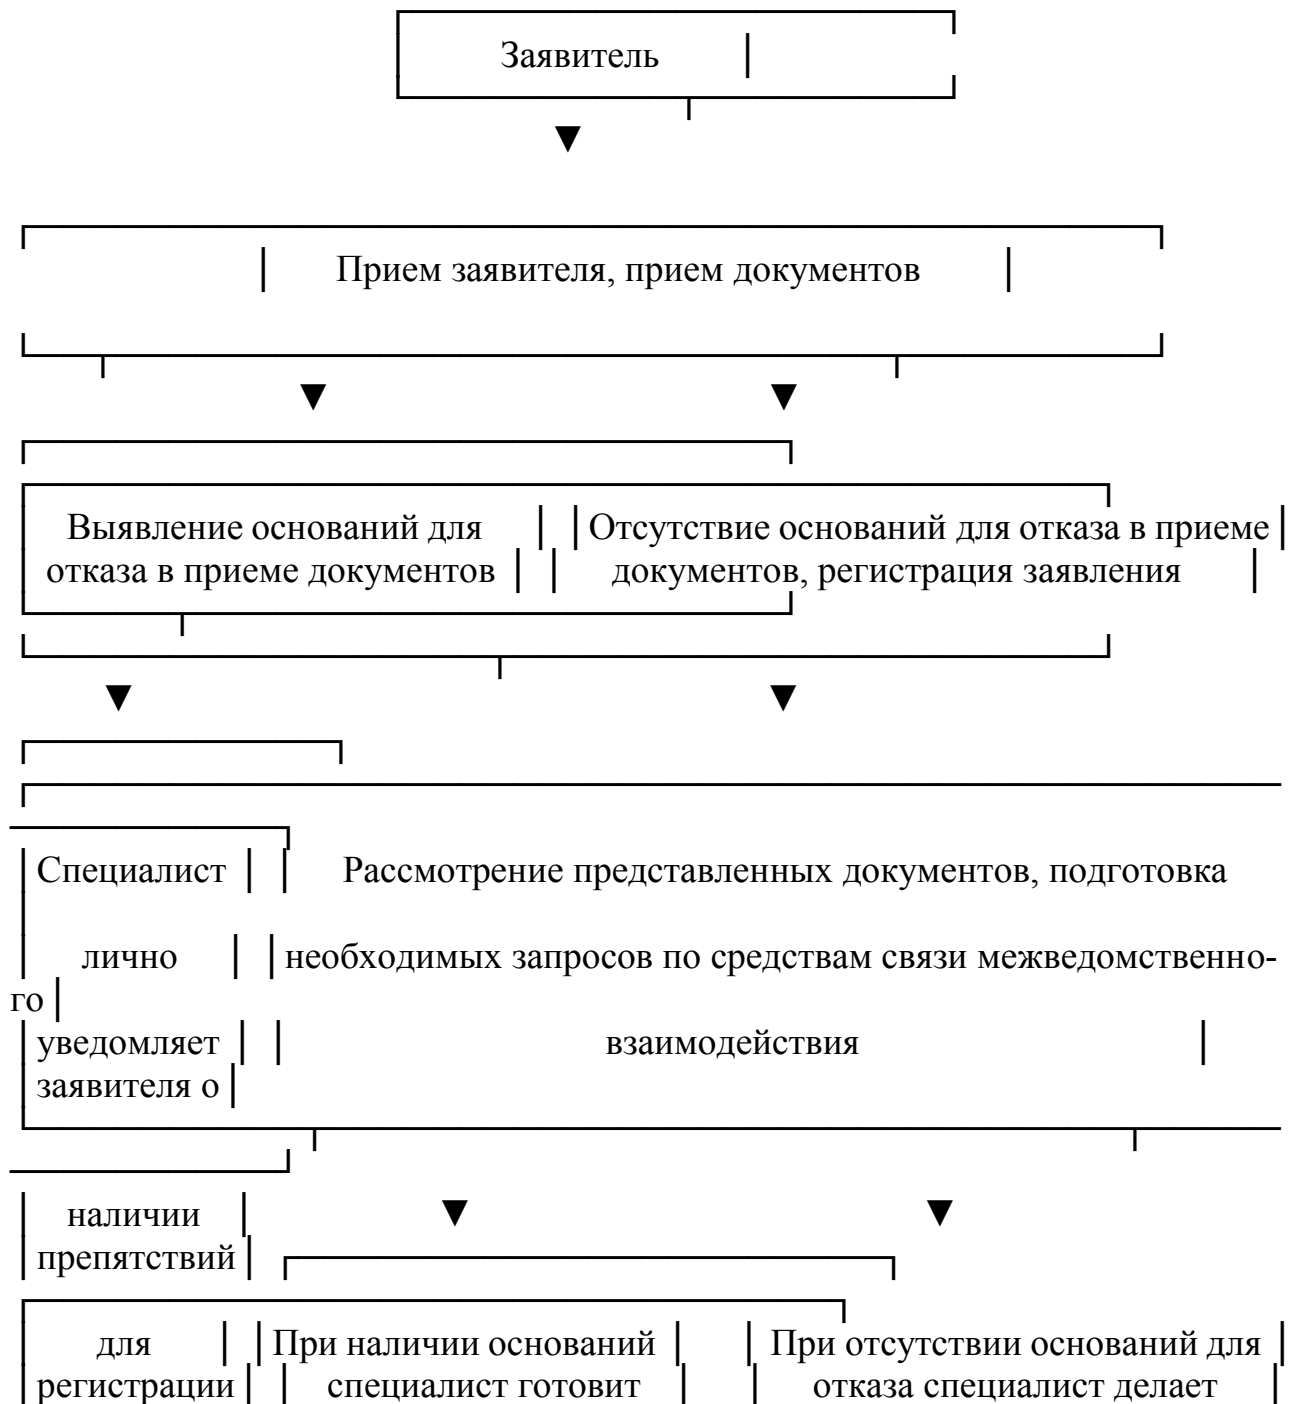 Заявитель
Прием заявителя, прием документов
Выявление оснований для Отсутствие оснований для отказа в приеме
отказа в приеме документов документов, регистрация заявления
Специалист Рассмотрение представленных документов, подготовка
лично необходимых запросов по средствам связи межведомственно-
го
уведомляет взаимодействия
заявителя о
наличии
препятствий
для При наличии оснований При отсутствии оснований для
регистрации специалист готовит отказа специалист делает